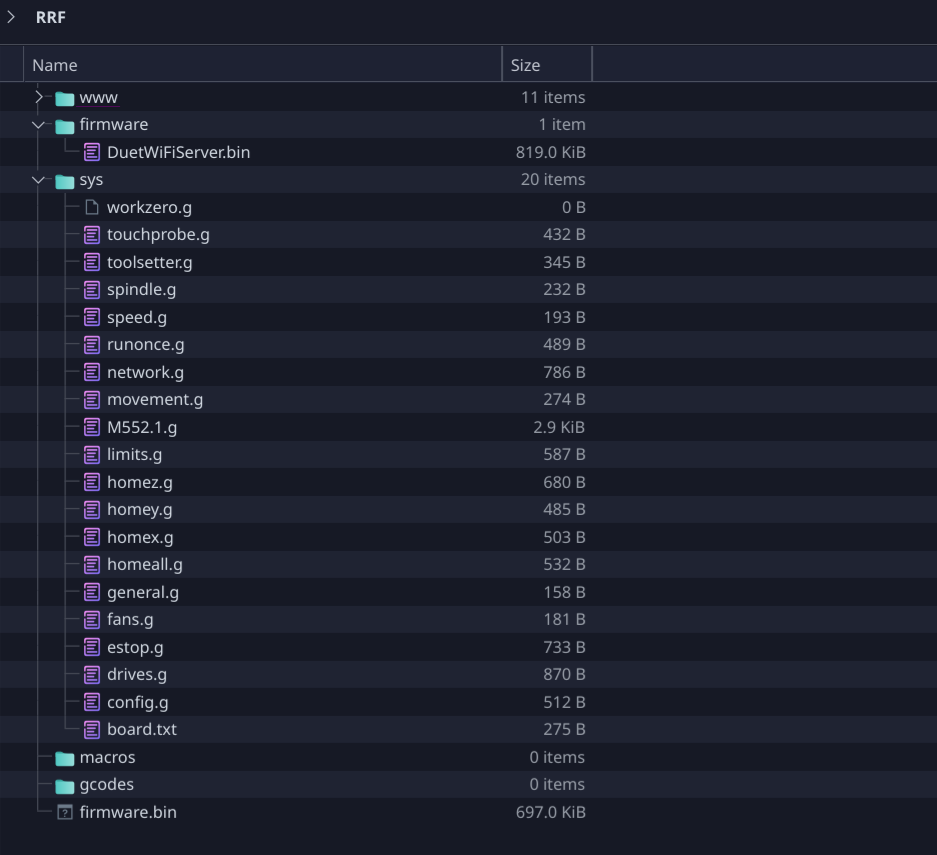 RRF
Name Size
www 11 items
firmware 1 item
DuetWiFiServer.bin 819.0 KiB
sys 20 items
workzero.g 0 B
touchprobe.g 432 B
toolsetter.g 345 B
spindle.g 232 B
speed.g 193 B
runonce.g 489 B
network.g 786 B
movement.g 274 B
M552.1.g 2.9 KiB
limits.g 587 B
homez.g 680 B
homey.g 485 B
homex.g 503 B
homeall.g 532 B
general.g 158 B
fans.g 181 B
estop.g 733 B
drives.g 870 B
config.g 512 B
board.txt 275 B
macros 0 items
gcodes 0 items
firmware.bin 697.0 KiB